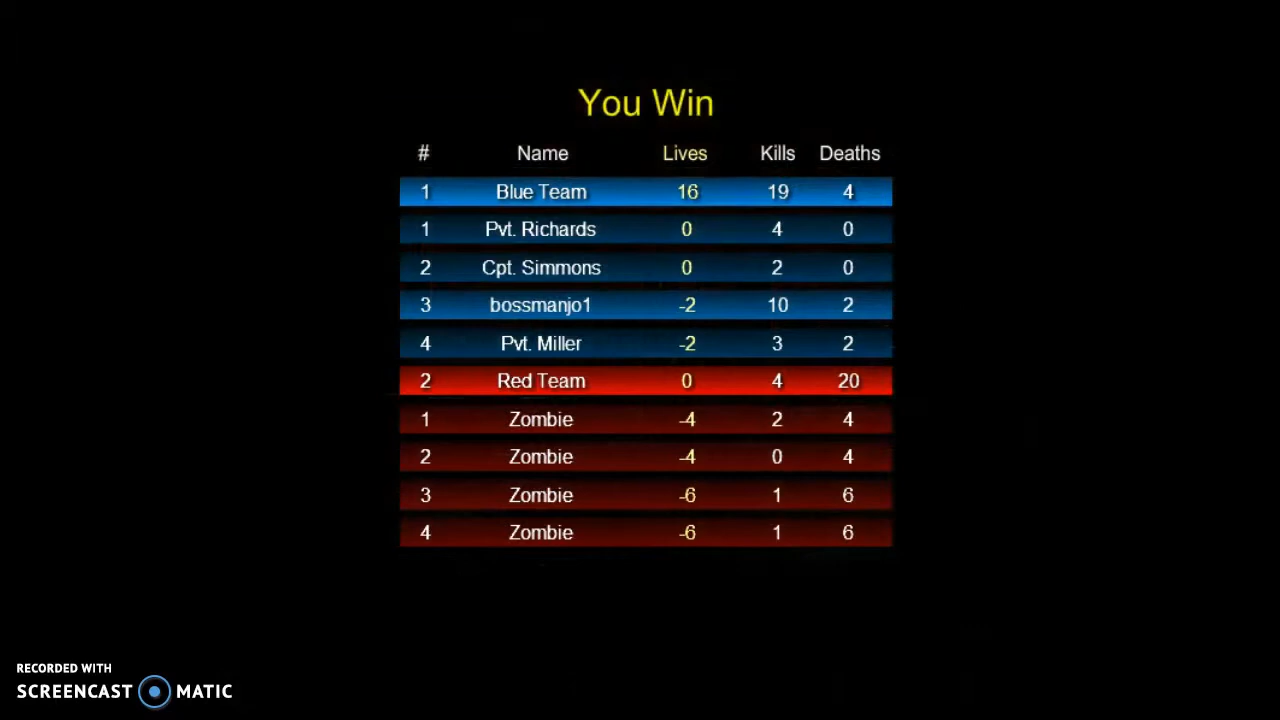 You Win
# Name Lives Kills Deaths
1 Blue Team 16 19 4
1 Pvt. Richards 0 4 0
2 Cpt. Simmons 0 2 0
3 bossmanjo1 -2 10 2
4 Pvt. Miller -2 3 2
2 Red Team 0 4 20
1 Zombie -4 2 4
2 Zombie -4 0 4
3 Zombie -6 1 6
4 Zombie -6 1 6
RECORDED WITH
SCREENCAST MATIC